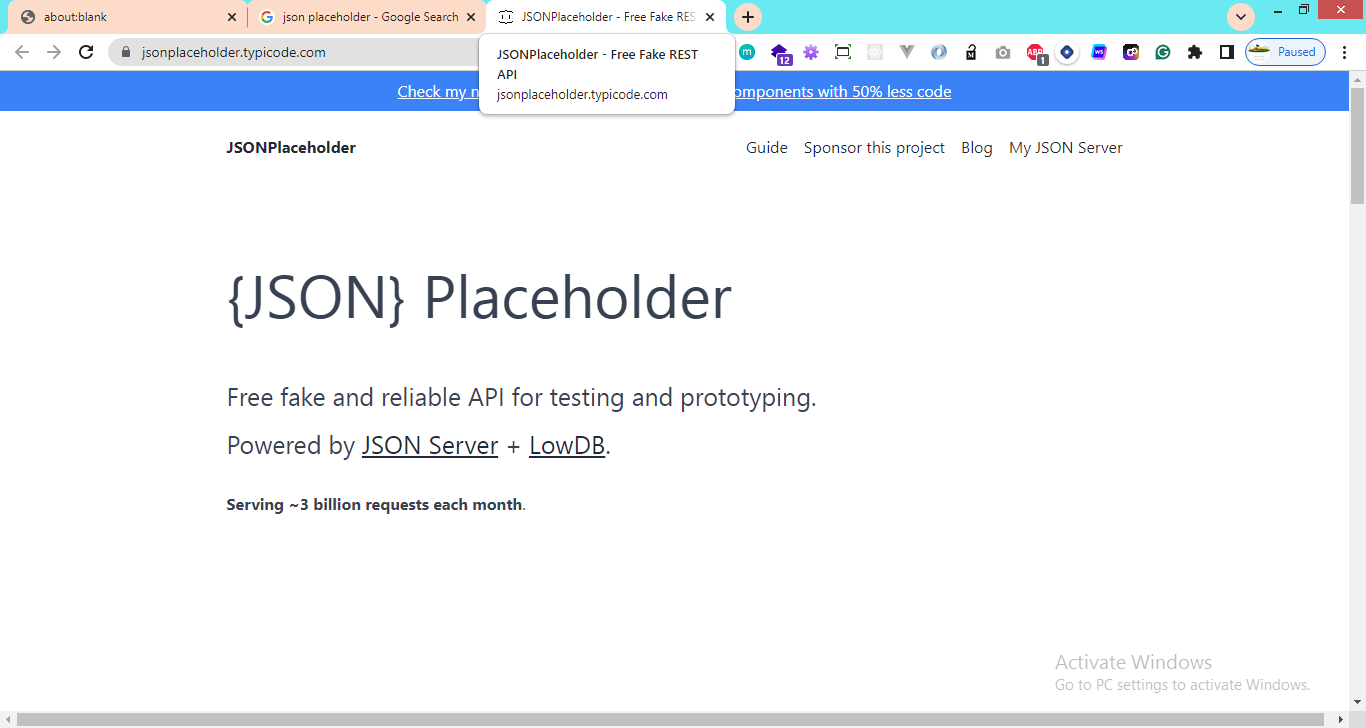 about:blank
json placeholder - Google Search
JSONPlaceholder - Free Fake RES
jsonplaceholder.typicode.com
JSONPlaceholder - Free Fake REST
API
jsonplaceholder.typicode.com
12
ABP
1
Paused
Check my n
omponents with 50% less code
JSONPlaceholder
Guide
Sponsor this project
Blog
My JSON Server
{JSON} Placeholder
Free fake and reliable API for testing and prototyping.
Powered by JSON Server + LowDB.
Serving ~3 billion requests each month.
Activate Windows
Go to PC settings to activate Windows.